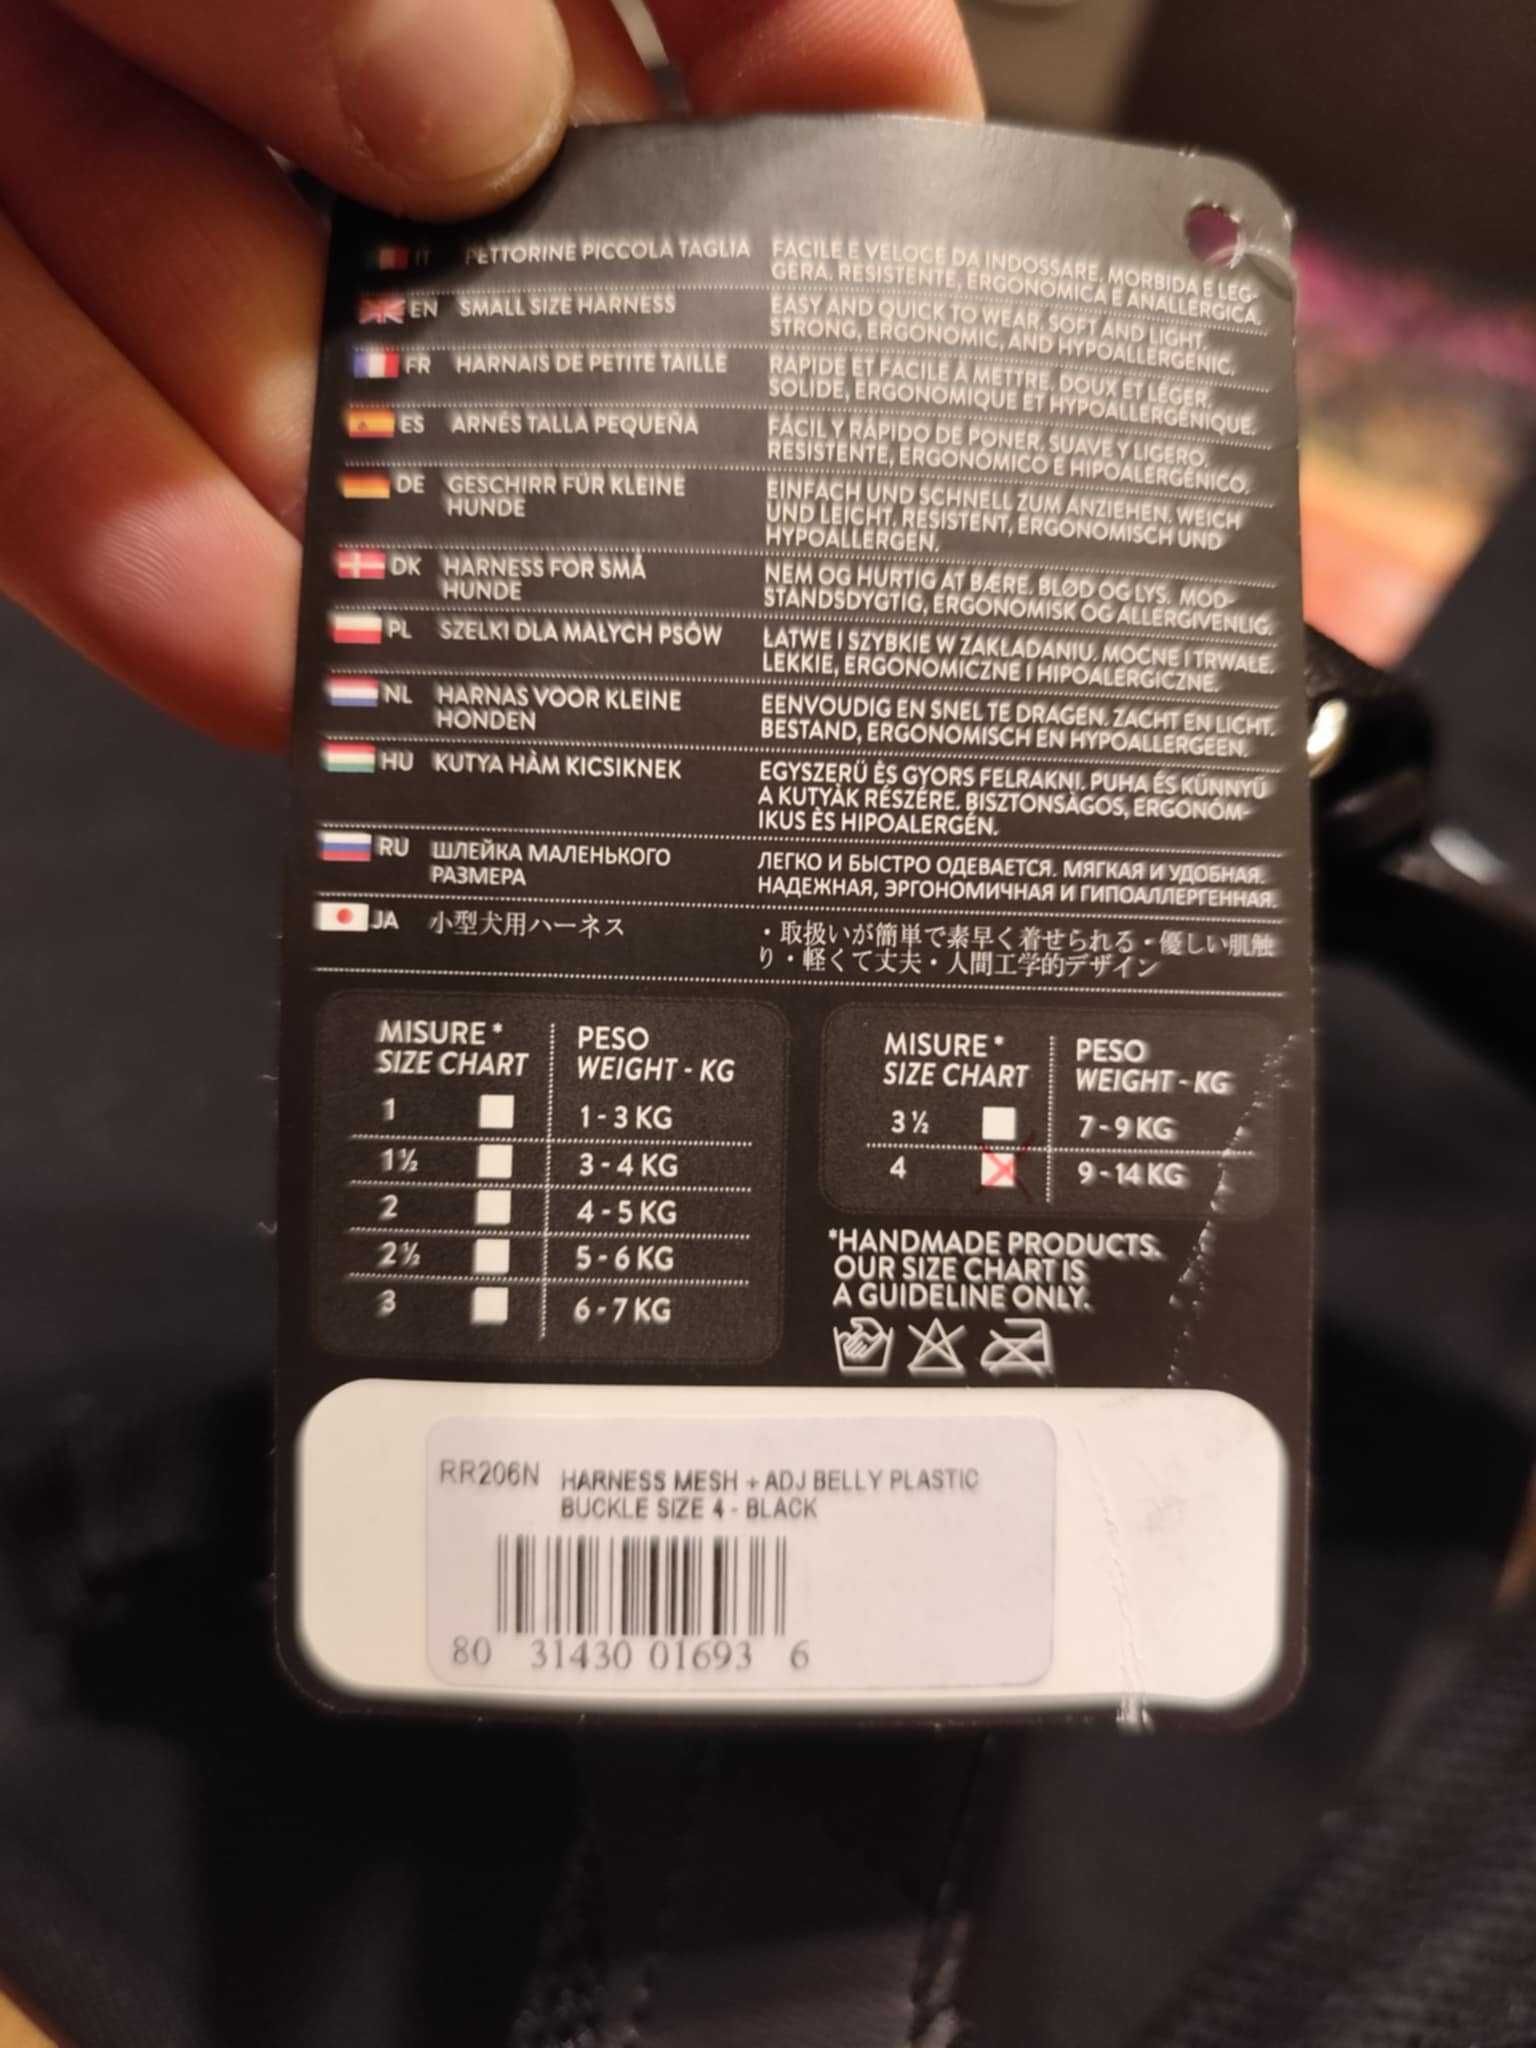 IT PETTORINE PICCOLA TAGLIA
FACILE E VELOCE DA INDOSSARE. MORBIDA E LEG-
GERA. RESISTENTE, ERGONOMICA E ANALLERGICA.
EN SMALL SIZE HARNESS
EASY AND QUICK TO WEAR. SOFT AND LIGHT.
STRONG, ERGONOMIC, AND HYPOALLERGENIC.
FR HARNAIS DE PETITE TAILLE
RAPIDE ET FACILE À METTRE. DOUX ET LÉGER.
SOLIDE, ERGONOMIQUE ET HYPOALLERGÉNIQUE.
ES ARNÉS TALLA PEQUEÑA
FÁCIL Y RÁPIDO DE PONER. SUAVE Y LIGERO.
RESISTENTE, ERGONÓMICO E HIPOALERGÉNICO.
DE GESCHIRR FÜR KLEINE
HUNDE
EINFACH UND SCHNELL ZUM ANZIEHEN. WEICH
UND LEICHT. RESISTENT, ERGONOMISCH UND
HYPOALLERGEN.
DK HARNESS FOR SMÅ
HUNDE
NEM OG HURTIG AT BÆRE. BLØD OG LYS. MOD-
STANDSDYGTIG, ERGONOMISK OG ALLERGIVENLIG.
PL SZELKI DLA MAŁYCH PSÓW
ŁATWE I SZYBKIE W ZAKŁADANIU. MOCNE I TRWAŁE.
LEKKIE, ERGONOMICZNE I HIPOALERGICZNE.
NL HARNAS VOOR KLEINE
HONDEN
EENVOUDIG EN SNEL TE DRAGEN. ZACHT EN LICHT.
BESTAND, ERGONOMISCH EN HYPOALLERGEEN.
HU KUTYA HÀM KICSIKNEK
EGYSZERŰ ÈS GYORS FELRAKNI. PUHA ÉS KŰNNYŰ
A KUTYÀK RÉSZÉRE. BISZTONSÀGOS, ERGONÓM-
IKUS ÈS HIPOALERGÉN.
RU ШЛЕЙКА МАЛЕНЬКОГО
РАЗМЕРА
ЛЕГКО И БЫСТРО ОДЕВАЕТСЯ. МЯГКАЯ И УДОБНАЯ.
НАДЕЖНАЯ, ЭРГОНОМИЧНАЯ И ГИПОАЛЛЕРГЕННАЯ.
JA 小型犬用ハーネス
・取扱いが簡単で素早く着せられる・優しい肌触
り・軽くて丈夫・人間工学的デザイン
MISURE * PESO
SIZE CHART WEIGHT - KG
1 1 - 3 KG
1½ 3 - 4 KG
2 4 - 5 KG
2½ 5 - 6 KG
3 6 - 7 KG
MISURE * PESO
SIZE CHART WEIGHT - KG
3½ 7 - 9 KG
4 9 - 14 KG
*HANDMADE PRODUCTS.
OUR SIZE CHART IS
A GUIDELINE ONLY.
RR206N HARNESS MESH + ADJ BELLY PLASTIC
BUCKLE SIZE 4 - BLACK
80 31430 01693 6